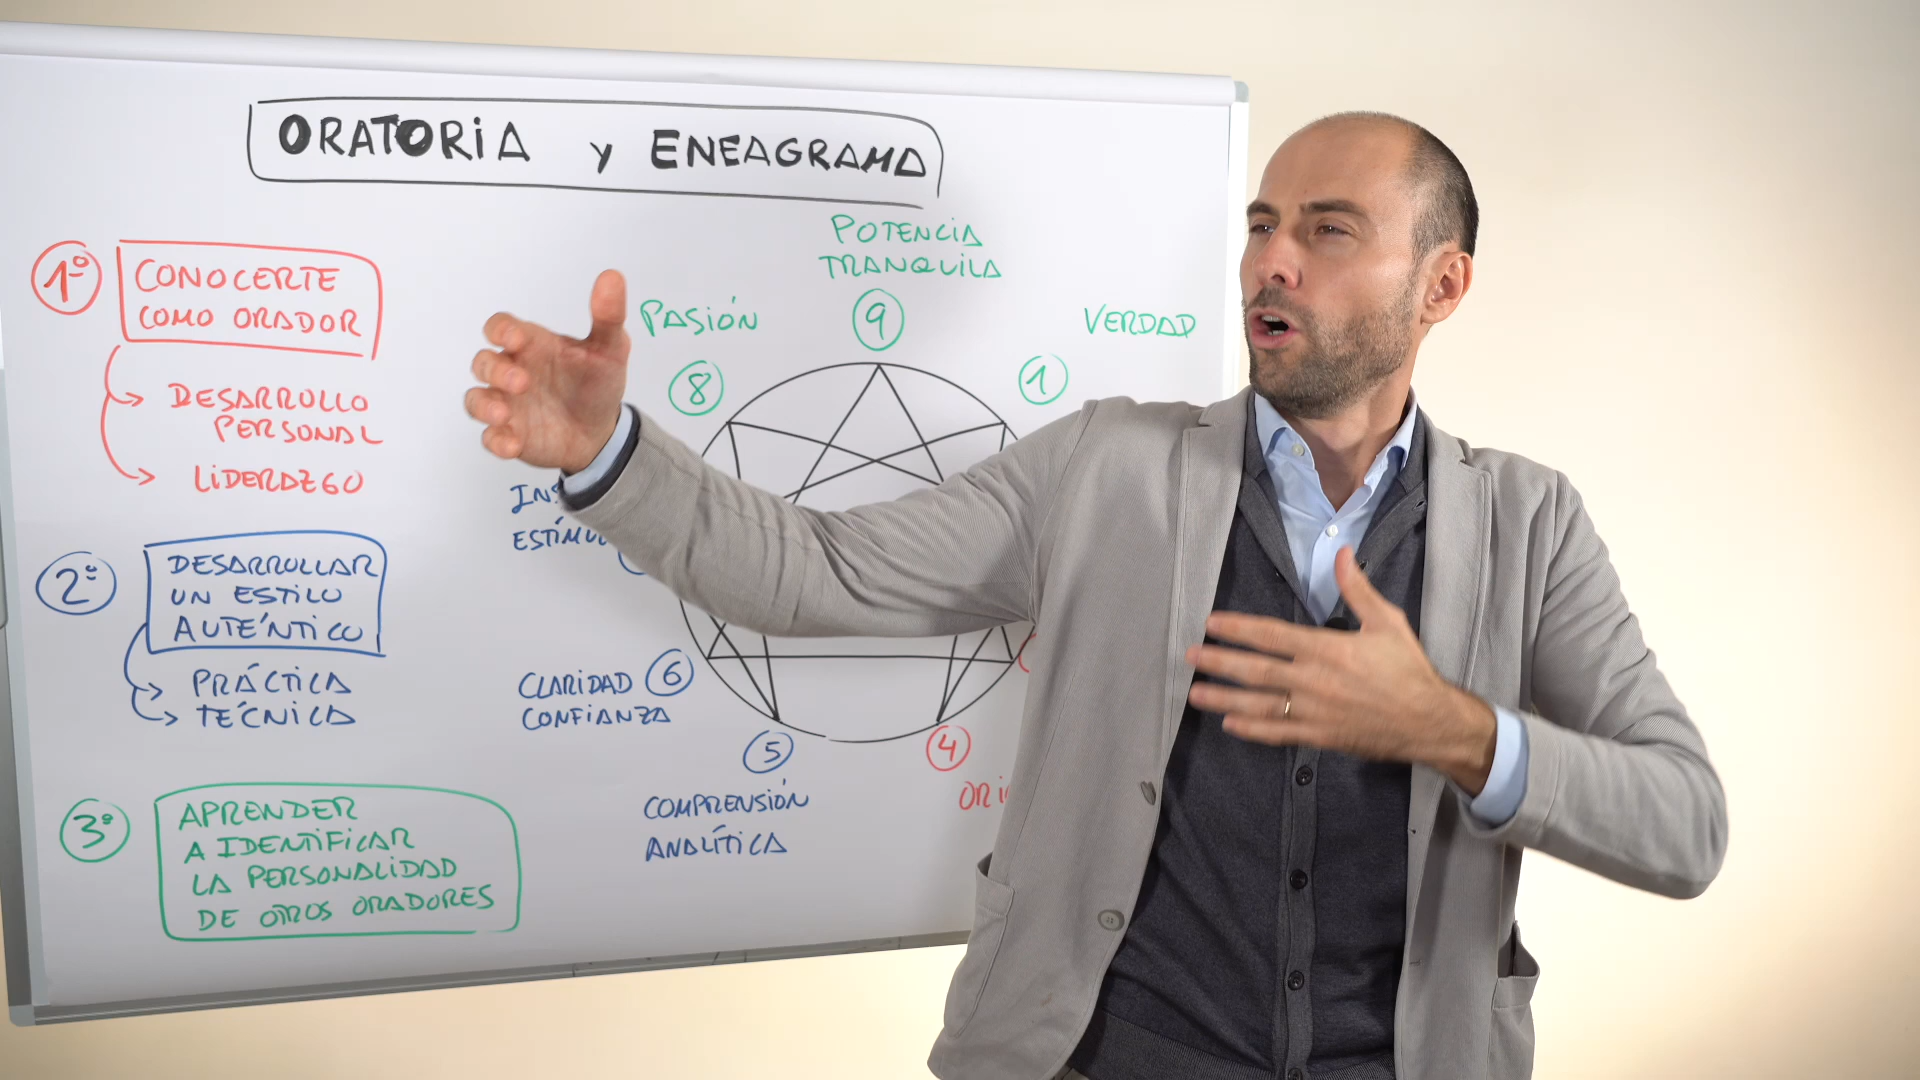 ORATORIA y ENEAGRAMA
1º
CONOCERTE
COMO ORADOR
DESARROLLO
PERSONAL
LIDERAZGO
2º
DESARROLLAR
UN ESTILO
AUTÉNTICO
PRÁCTICA
TÉCNICA
3º
APRENDER
A IDENTIFICAR
LA PERSONALIDAD
DE OTROS ORADORES
POTENCIA
TRANQUILA
9
PASIÓN
8
VERDAD
1
CLARIDAD 6
CONFIANZA
5
COMPRENSIÓN
ANALÍTICA
4